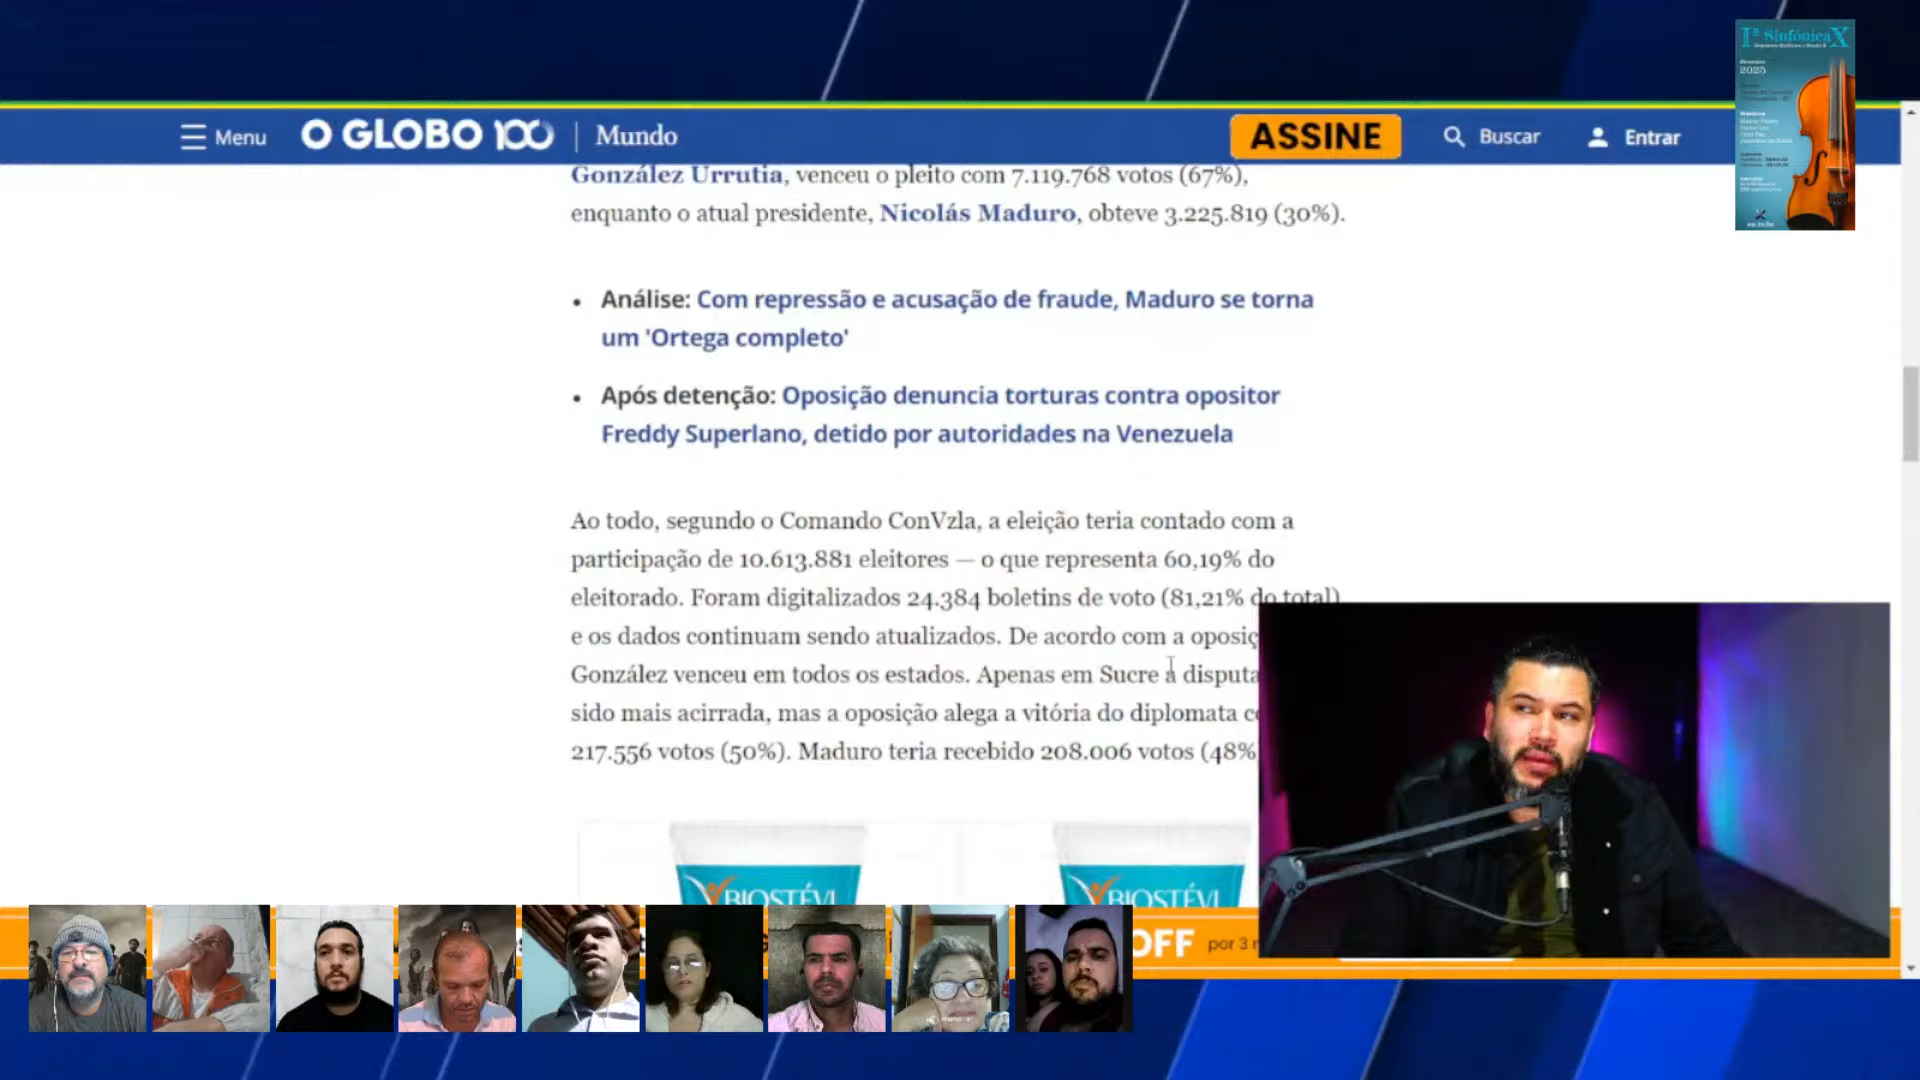 Iª Sinfônica X
2025
Menu
O GLOBO 100
Mundo
ASSINE
Buscar
Entrar
González Urrutia, venceu o pleito com 7.119.768 votos (67%),
enquanto o atual presidente, Nicolás Maduro, obteve 3.225.819 (30%).
• Análise: Com repressão e acusação de fraude, Maduro se torna
um 'Ortega completo'
• Após detenção: Oposição denuncia torturas contra opositor
Freddy Superlano, detido por autoridades na Venezuela
Ao todo, segundo o Comando ConVzla, a eleição teria contado com a
participação de 10.613.881 eleitores — o que representa 60,19% do
eleitorado. Foram digitalizados 24.384 boletins de voto (81,21% do total)
e os dados continuam sendo atualizados. De acordo com a oposiç
González venceu em todos os estados. Apenas em Sucre a disputa
sido mais acirrada, mas a oposição alega a vitória do diplomata c
217.556 votos (50%). Maduro teria recebido 208.006 votos (48%
BIOSTÉVI
BIOSTÉVI
OFF
por 3